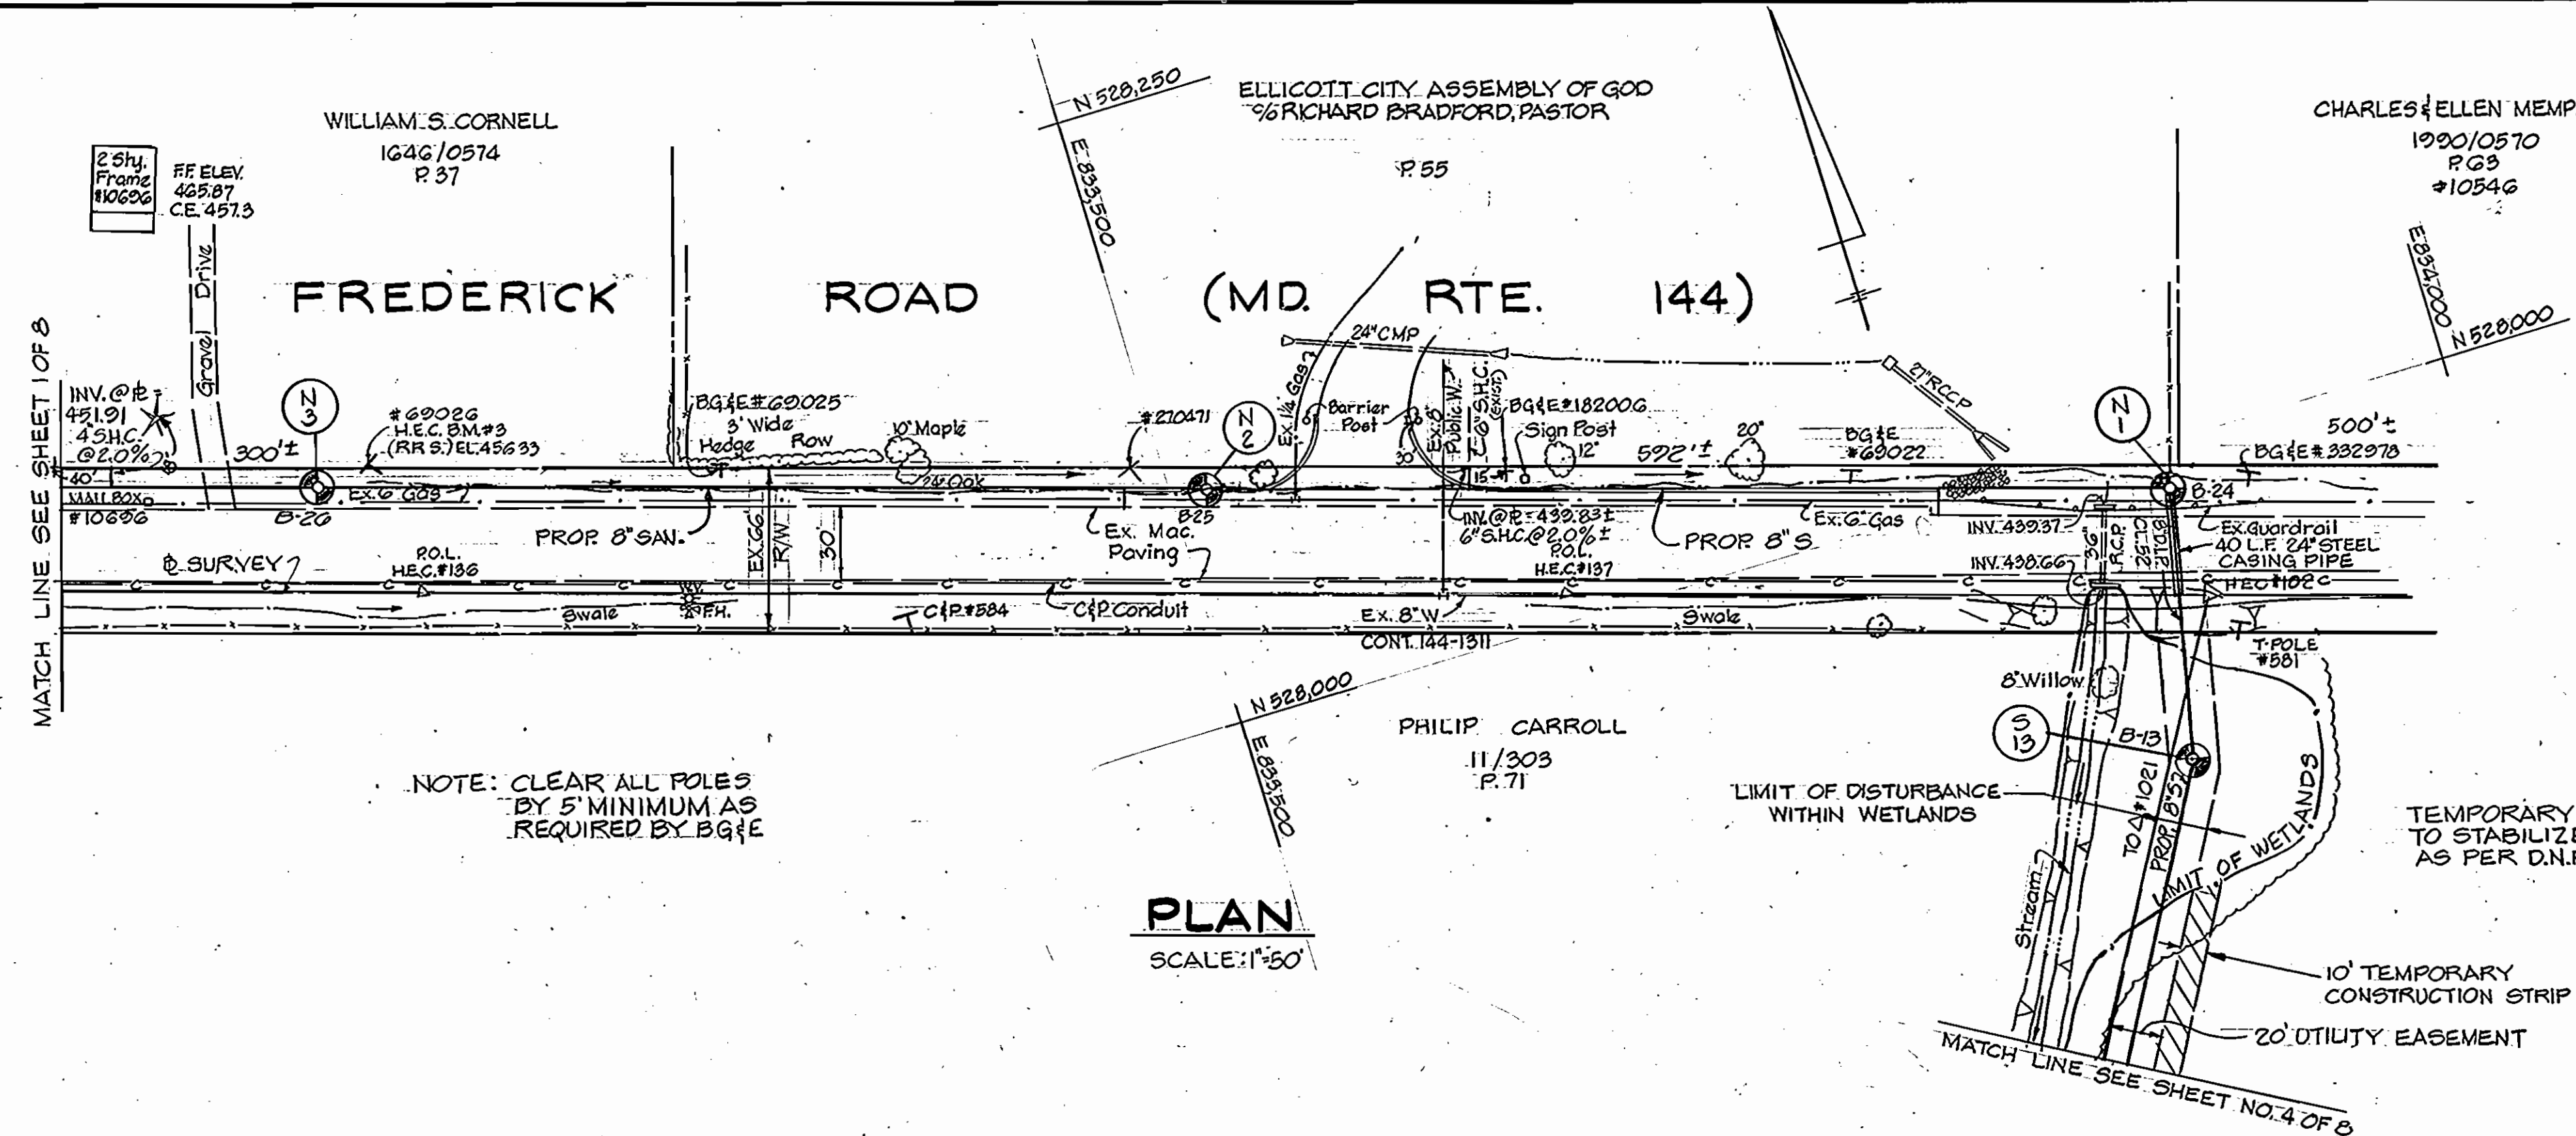 WILLIAM S. CORNELL
1646/0574
P. 37
2 Sty.
Frame
#10696
F.F. ELEV.
465.87
C.E. 457.3
Gravel Drive
N 528,250
E 833,500
ELLICOTT CITY ASSEMBLY OF GOD
c/o RICHARD BRADFORD, PASTOR
P. 55
CHARLES & ELLEN MEMP
1990/0570
P. 63
#10546
E 834,000
N 528,000
FREDERICK ROAD (MD. RTE. 144)
MATCH LINE SEE SHEET 1 OF 8
INV. @ ⅊ =
451.91
4" S.H.C.
@ 2.0%
40'
MAILBOX
#10696
300'±
N
3
B-26
#69026
H.E.C. B.M.#3
(R.R.S.) EL. 456.33
Ex. 6" Gas
BG&E #69025
3' Wide
Hedge Row
10" Maple
24" Oak
#210471
N
2
B-25
Ex. 1¼" Gas
24" CMP
Barrier
Post
30'
Ex. 8"
Public W.
E-6" S.H.C.
(EXIST.)
15'
BG&E #182006
Sign Post
12"
592'±
20"
BG&E
#69022
27" RCCP
N
1
B-24
500'±
BG&E #332978
PROP. 8" SAN.
EX. 66'
R/W
30'
Ex. Mac.
Paving
INV. @ ⅊ = 439.83±
6" S.H.C. @ 2.0%±
P.O.L.
H.E.C. #137
PROP. 8" S
Ex. 6" Gas
INV. 439.37
INV. 438.66
36"
R.C.P.
8" D.I.P.
CL. 52
Ex. Guardrail
40 L.F. 24" STEEL
CASING PIPE
HEC #102
℄ SURVEY
P.O.L.
H.E.C. #136
C C C C C C C C C C C
Swale
F.H.
C&P #584
C&P Conduit
Ex. 8" W
CONT. 144-1311
Swale
T-POLE
#581
8" Willow
S
13
B-13
N 528,000
E 833,500
PHILIP CARROLL
11/303
P. 71
NOTE: CLEAR ALL POLES
BY 5' MINIMUM AS
REQUIRED BY BG&E
LIMIT OF DISTURBANCE
WITHIN WETLANDS
TO △ #1021
PROP. 8" S
LIMIT OF WETLANDS
Stream
TEMPORARY
TO STABILIZE
AS PER D.N.R
10' TEMPORARY
CONSTRUCTION STRIP
20' UTILITY EASEMENT
PLAN
SCALE: 1"=50'
MATCH LINE SEE SHEET NO. 4 OF 8